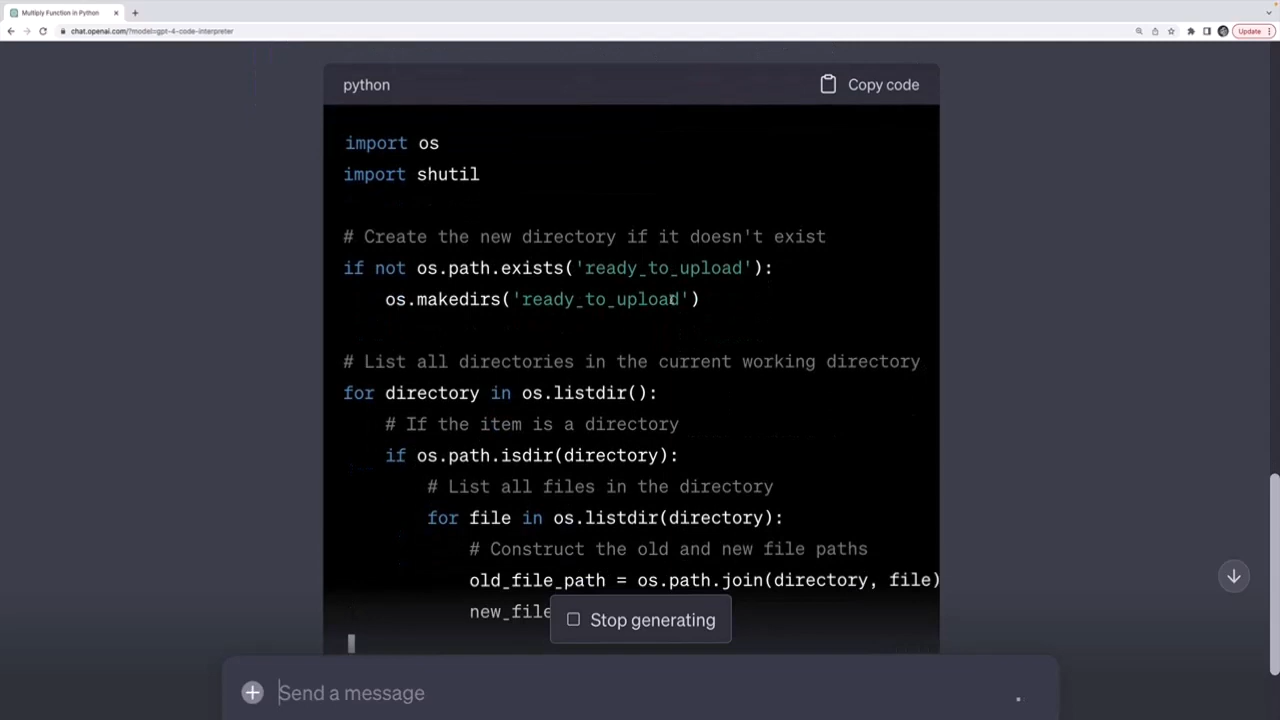 Multiply Function in Python
chat.openai.com/?model=gpt-4-code-interpreter
Update
python
Copy code
import os
import shutil
# Create the new directory if it doesn't exist
if not os.path.exists('ready_to_upload'):
os.makedirs('ready_to_upload')
# List all directories in the current working directory
for directory in os.listdir():
# If the item is a directory
if os.path.isdir(directory):
# List all files in the directory
for file in os.listdir(directory):
# Construct the old and new file paths
old_file_path = os.path.join(directory, file)
new_file
Stop generating
Send a message